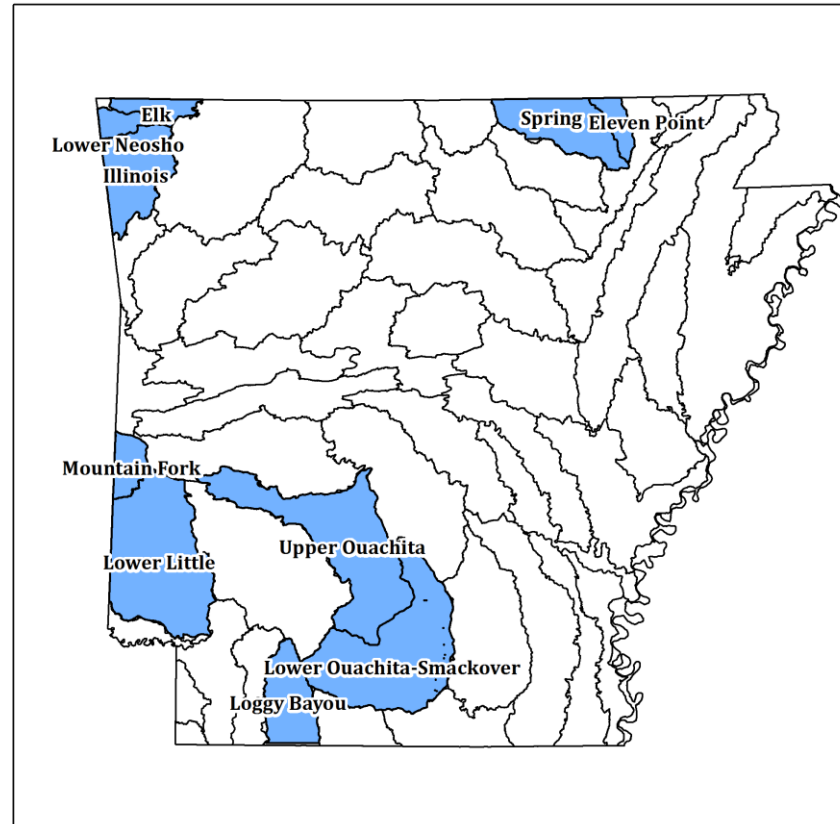 Elk
Spring
Eleven Point
Lower Neosho
Illinois
Mountain Fork
Upper Ouachita
Lower Little
Lower Ouachita-Smackover
Loggy Bayou